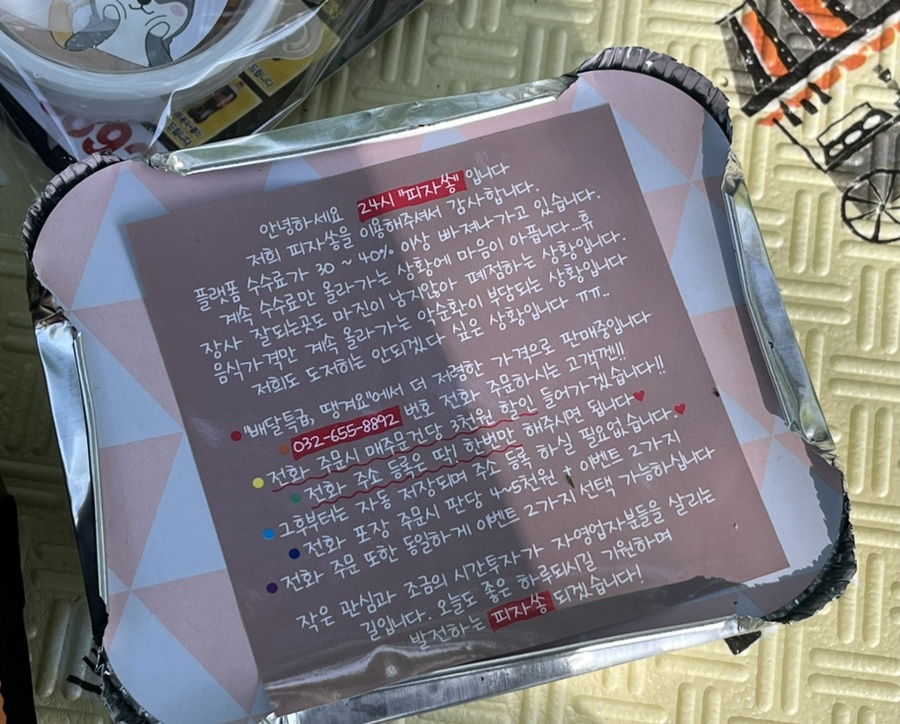 안녕하세요 24시 "피자쏭"입니다
저희 피자쏭을 이용해주셔서 감사합니다.
플랫폼 수수료가 30 ~ 40% 이상 빠져나가고 있습니다.
계속 수수료만 올라가는 상황에 마음이 아픕니다...휴
장사 잘되는곳도 마진이 남지않아 폐점하는 상황입니다.
음식가격만 계속 올라가는 악순환이 부담되는 상황입니다
저희도 도저히는 안되겠다 싶은 상황입니다 ㅠㅠ..
"배달특급, 땡겨요"에서 더 저렴한 가격으로 판매중입니다
032-655-8892 번호 전화 주문하시는 고객께!!
전화 주문시 매주문건당 3천원 할인 들어가겠습니다!!
전화 주소 등록은 딱! 한번만 해주시면 됩니다♥
그후부터는 자동 저장되며 주소 등록 하실 필요없습니다♥
전화 포장 주문시 판당 4~5천원 + 이벤트 2가지
전화 주문 또한 동일하게 이벤트 2가지 선택 가능하십니다
작은 관심과 조금의 시간투자가 자영업자분들을 살리는
길입니다. 오늘도 좋은 하루되시길 기원하며
발전하는 피자쏭 되겠습니다!